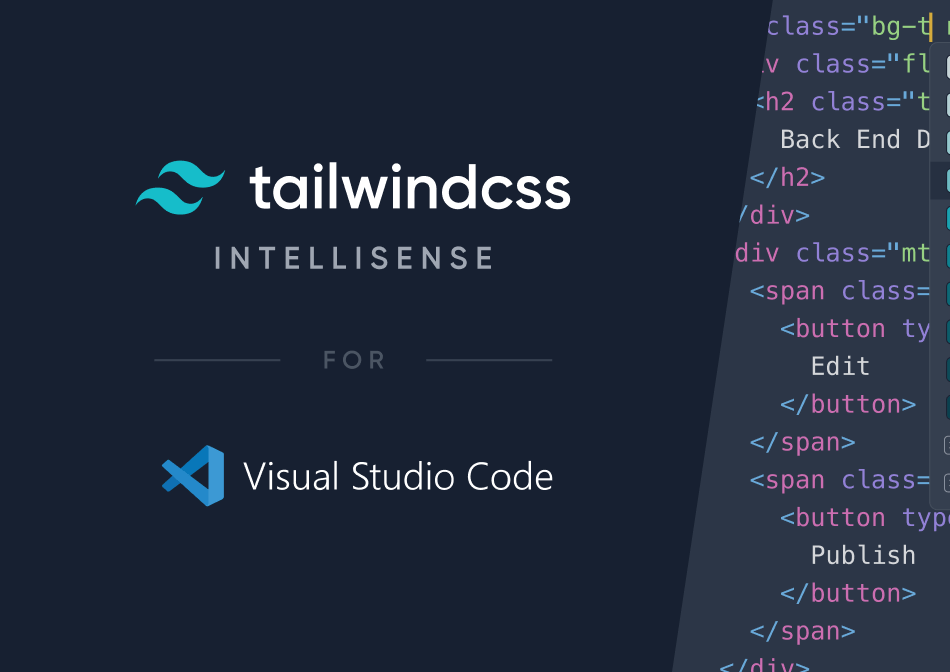 tailwindcss
INTELLISENSE
FOR
Visual Studio Code
class="bg-t
v class="fl
<h2 class="t
Back End D
</h2>
/div>
div class="mt
<span class=
<button ty
Edit
</button>
</span>
<span class=
<button type
Publish
</button>
</span>
</div>